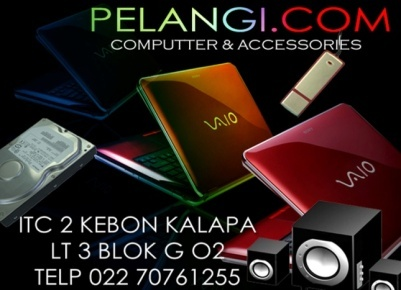 PELANGI.COM
COMPUTTER & ACCESSORIES
VAIO
VAIO
ITC 2 KEBON KALAPA
LT 3 BLOK G O2
TELP 022 70761255